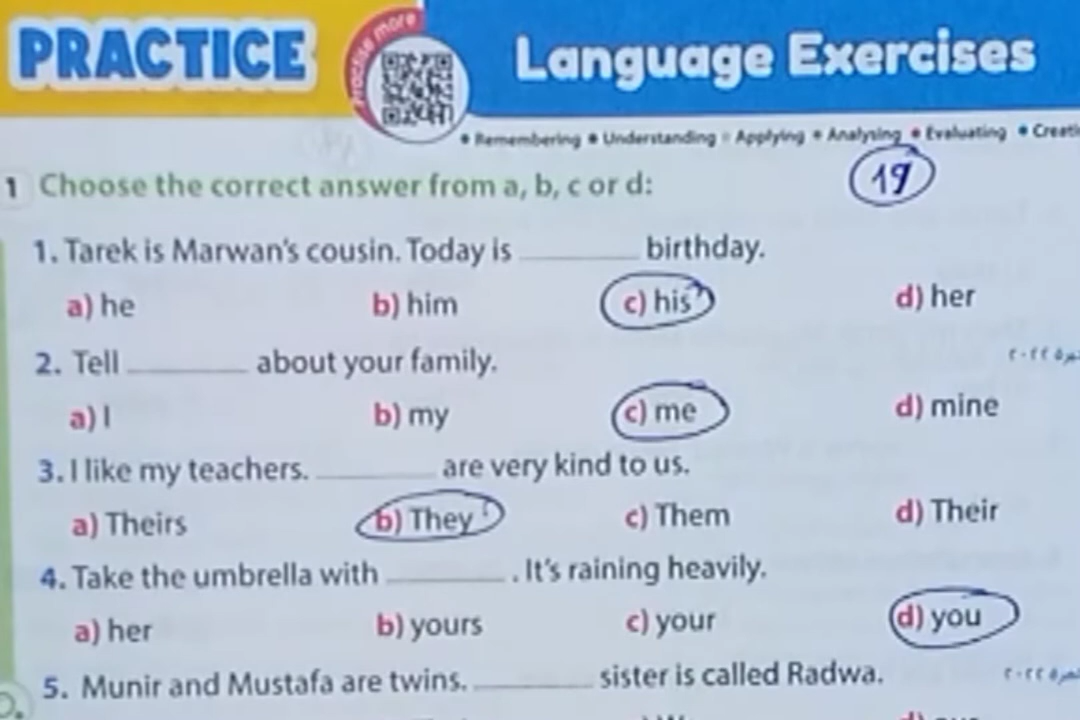 PRACTICE
Practise more
Language Exercises
• Remembering • Understanding • Applying • Analysing • Evaluating • Creati
19
1 Choose the correct answer from a, b, c or d:
1. Tarek is Marwan's cousin. Today is ________ birthday.
a) he b) him c) his d) her
2. Tell ________ about your family.
a) I b) my c) me d) mine
3. I like my teachers. ________ are very kind to us.
a) Theirs b) They c) Them d) Their
4. Take the umbrella with ________ . It's raining heavily.
a) her b) yours c) your d) you
5. Munir and Mustafa are twins. ________ sister is called Radwa.